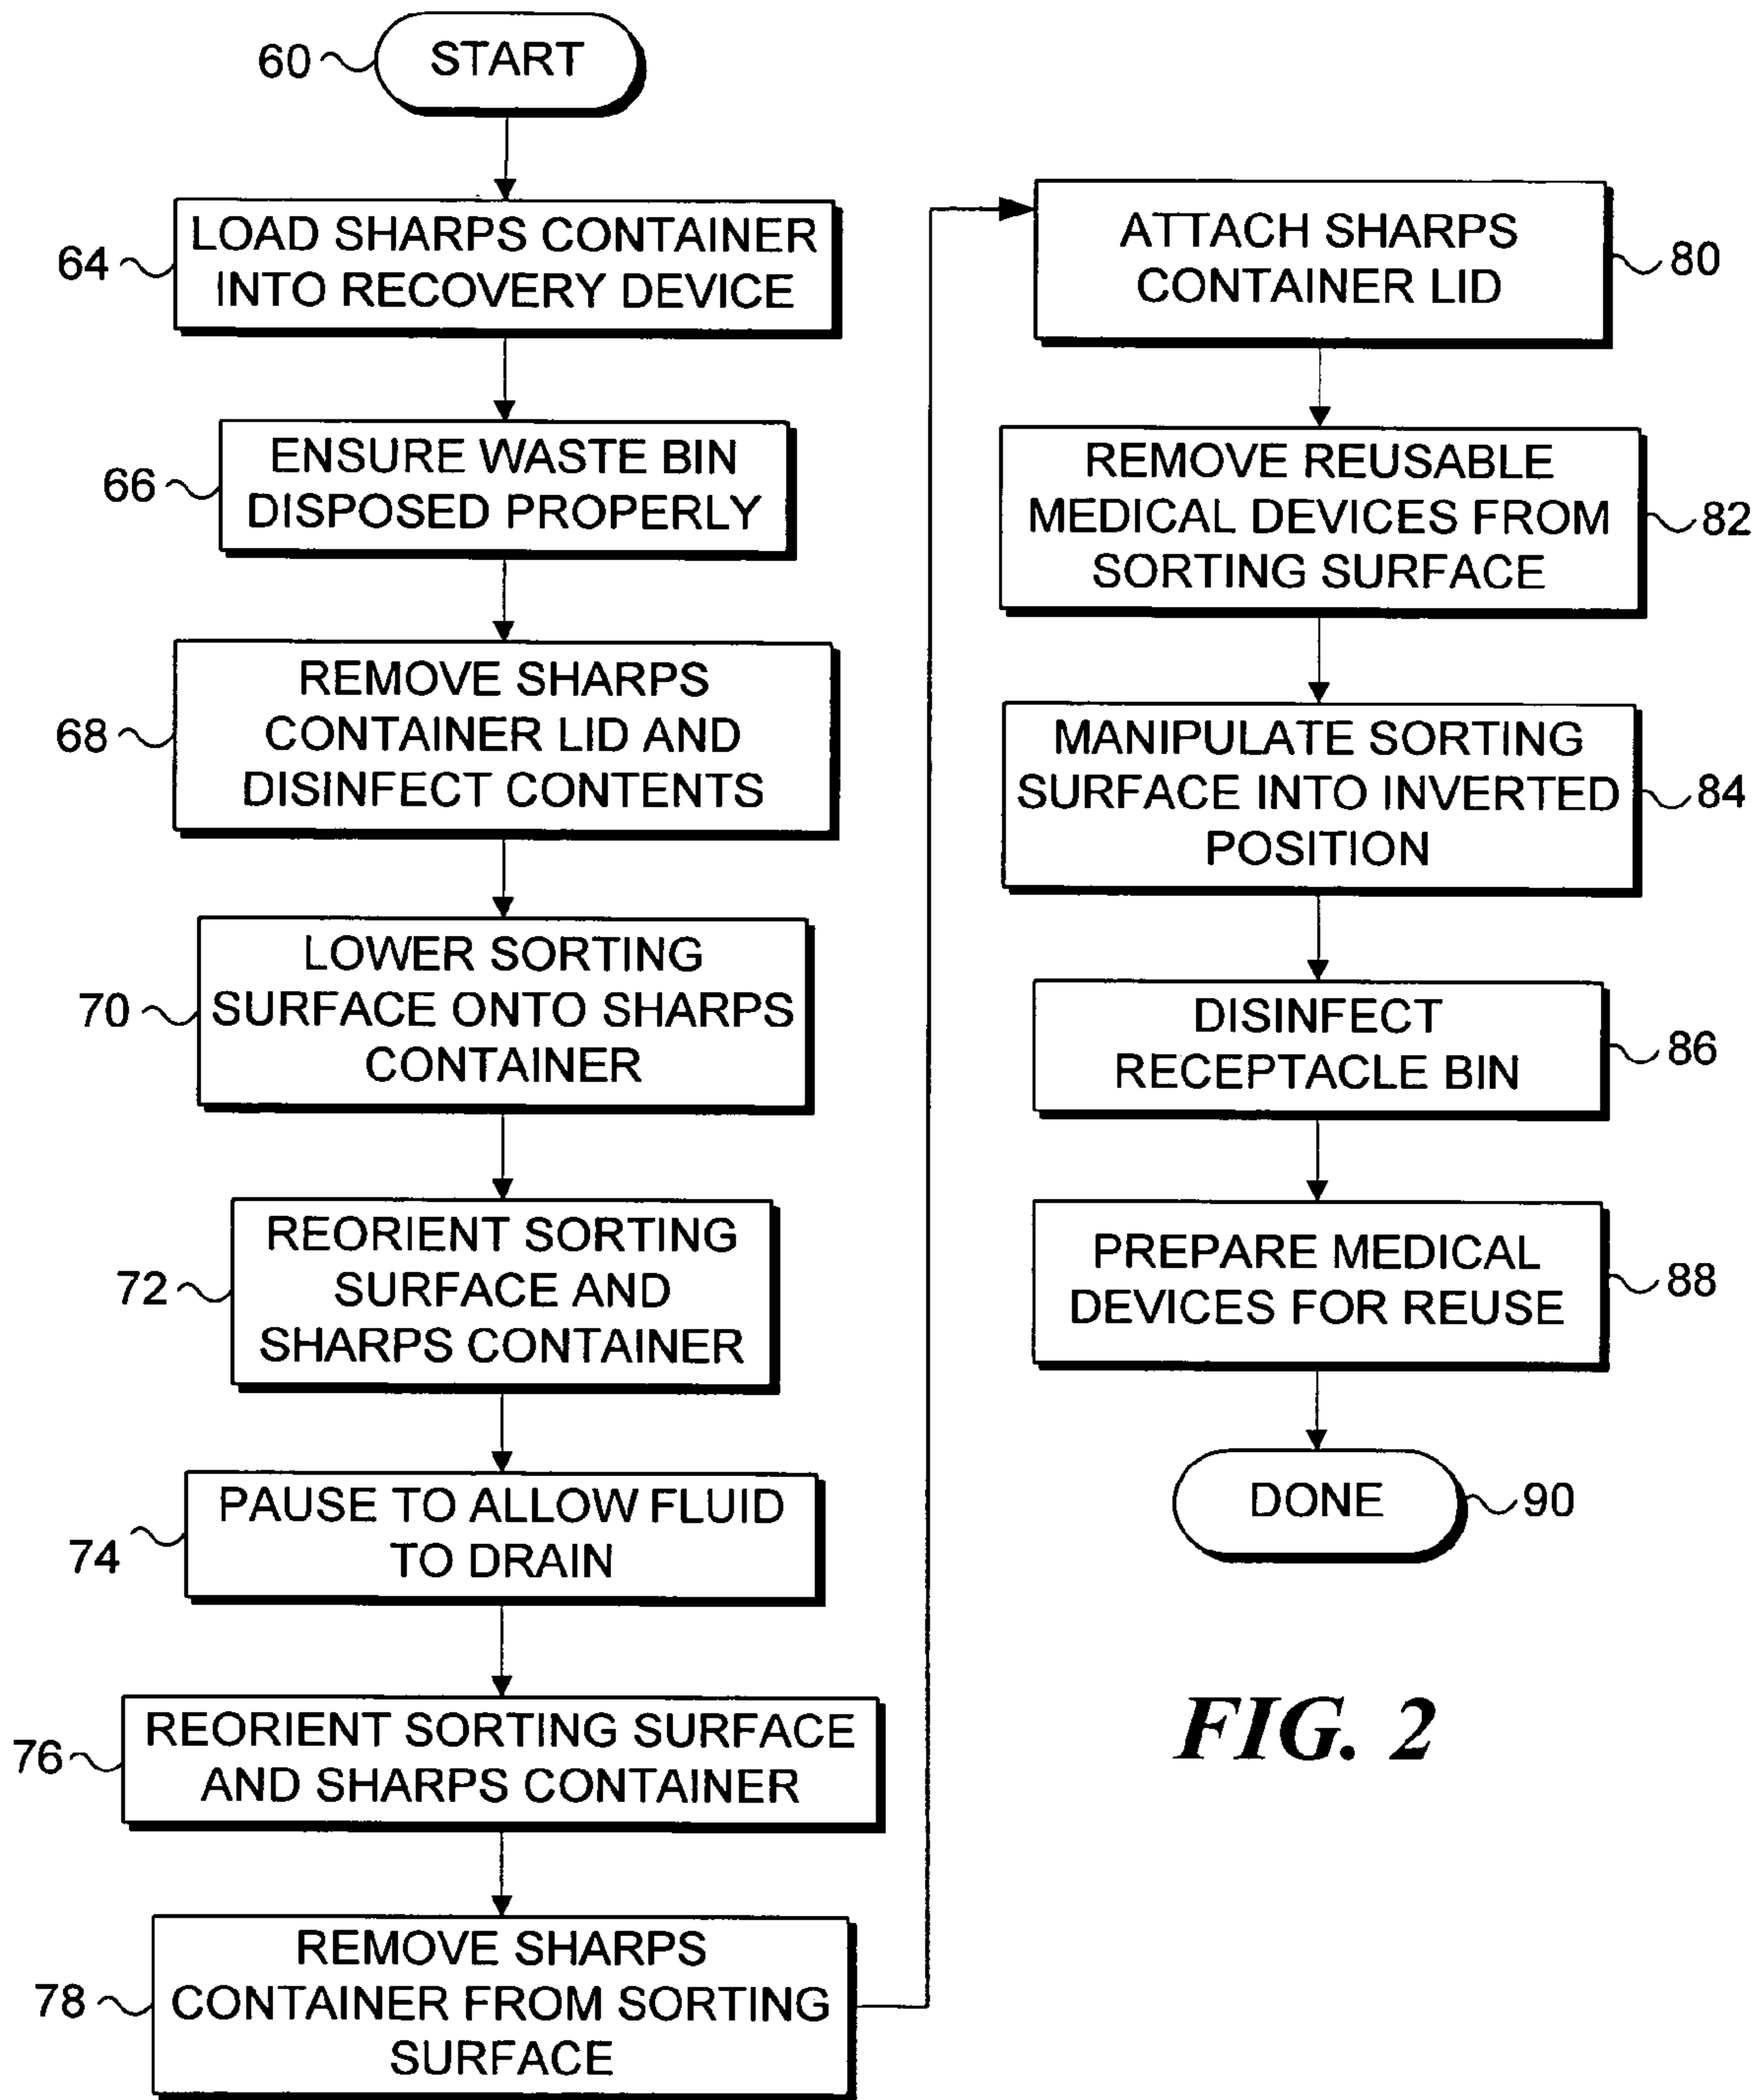 60
START
64
LOAD SHARPS CONTAINER
INTO RECOVERY DEVICE
66
ENSURE WASTE BIN
DISPOSED PROPERLY
68
REMOVE SHARPS
CONTAINER LID AND
DISINFECT CONTENTS
70
LOWER SORTING
SURFACE ONTO SHARPS
CONTAINER
72
REORIENT SORTING
SURFACE AND
SHARPS CONTAINER
74
PAUSE TO ALLOW FLUID
TO DRAIN
76
REORIENT SORTING SURFACE
AND SHARPS CONTAINER
78
REMOVE SHARPS
CONTAINER FROM SORTING
SURFACE
ATTACH SHARPS
CONTAINER LID
80
REMOVE REUSABLE
MEDICAL DEVICES FROM
SORTING SURFACE
82
MANIPULATE SORTING
SURFACE INTO INVERTED
POSITION
84
DISINFECT
RECEPTACLE BIN
86
PREPARE MEDICAL
DEVICES FOR REUSE
88
DONE
90
FIG. 2